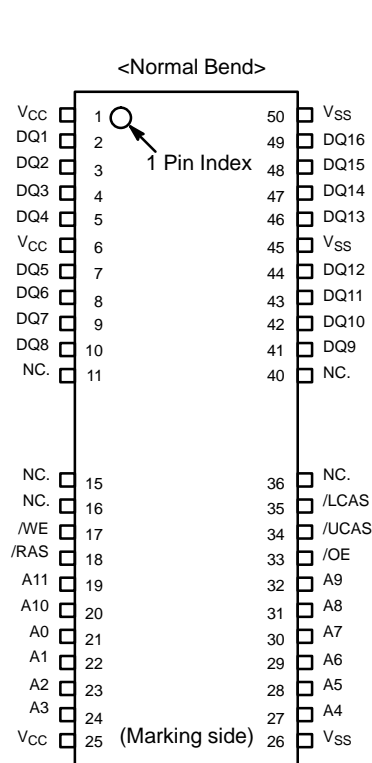 <Normal Bend>
VCC 1 50 VSS
DQ1 2 49 DQ16
1 Pin Index
DQ2 3 48 DQ15
DQ3 4 47 DQ14
DQ4 5 46 DQ13
VCC 6 45 VSS
DQ5 7 44 DQ12
DQ6 8 43 DQ11
DQ7 9 42 DQ10
DQ8 10 41 DQ9
NC. 11 40 NC.
NC. 15 36 NC.
NC. 16 35 /LCAS
/WE 17 34 /UCAS
/RAS 18 33 /OE
A11 19 32 A9
A10 20 31 A8
A0 21 30 A7
A1 22 29 A6
A2 23 28 A5
A3 24 27 A4
VCC 25 (Marking side) 26 VSS